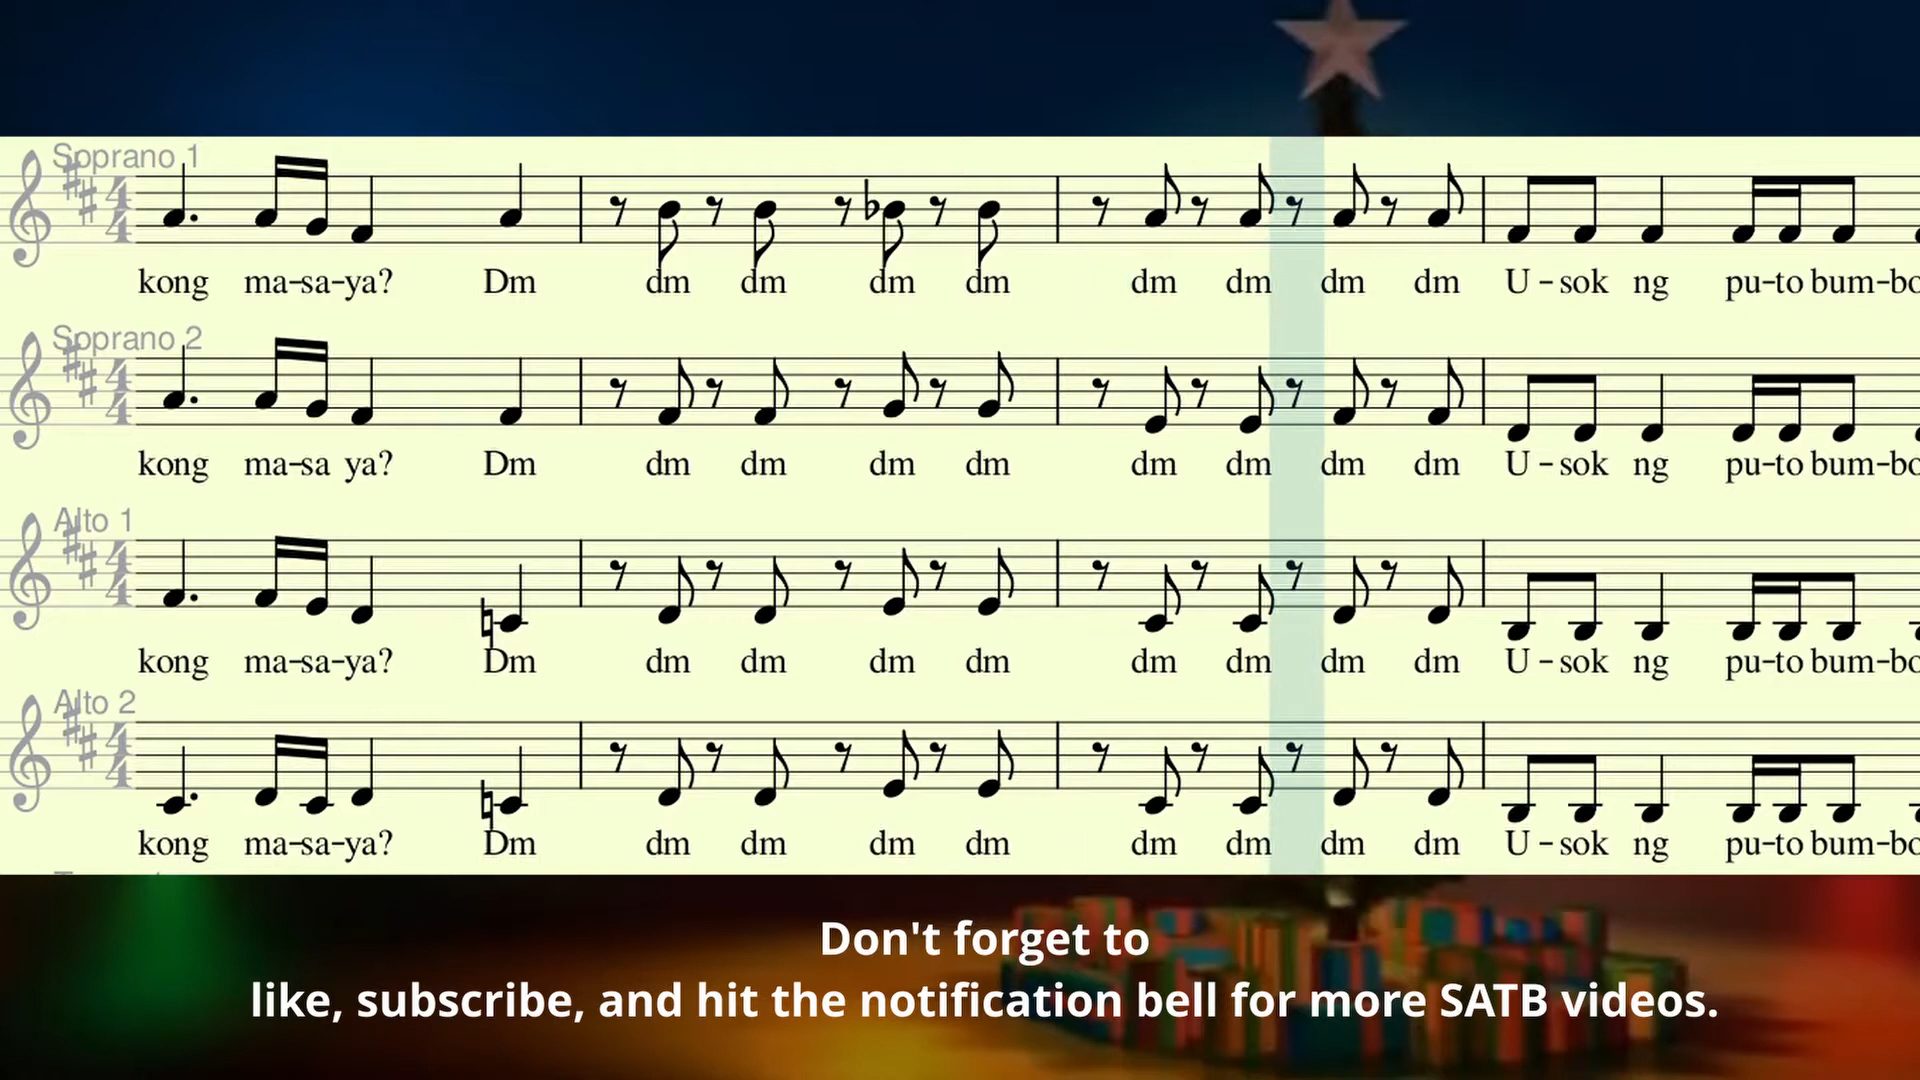 Soprano 1
kong ma-sa-ya? Dm dm dm dm dm dm dm dm dm U-sok ng pu-to bum-bo
Soprano 2
kong ma-sa ya? Dm dm dm dm dm dm dm dm dm U-sok ng pu-to bum-bo
Alto 1
kong ma-sa-ya? Dm dm dm dm dm dm dm dm dm U-sok ng pu-to bum-bo
Alto 2
kong ma-sa-ya? Dm dm dm dm dm dm dm dm dm U-sok ng pu-to bum-bo
Don't forget to
like, subscribe, and hit the notification bell for more SATB videos.